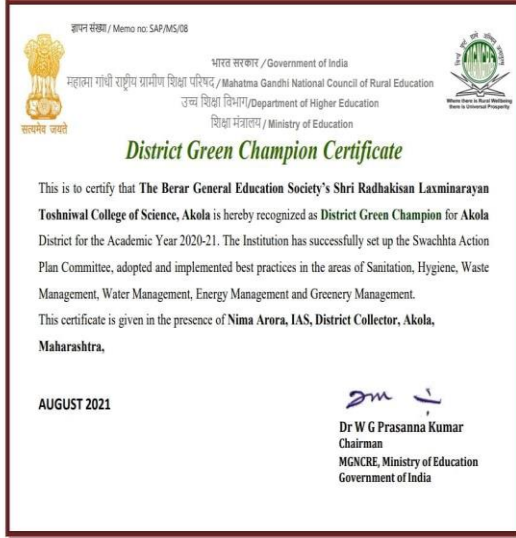 ज्ञापन संख्या / Memo no: SAP/MS/08
भारत सरकार / Government of India
महात्मा गांधी राष्ट्रीय ग्रामीण शिक्षा परिषद / Mahatma Gandhi National Council of Rural Education
उच्च शिक्षा विभाग/Department of Higher Education
शिक्षा मंत्रालय / Ministry of Education
सत्यमेव जयते
Where there is Rural Wellbeing
there is Universal Prosperity
District Green Champion Certificate
This is to certify that The Berar General Education Society's Shri Radhakisan Laxminarayan
Toshniwal College of Science, Akola is hereby recognized as District Green Champion for Akola
District for the Academic Year 2020-21. The Institution has successfully set up the Swachhta Action
Plan Committee, adopted and implemented best practices in the areas of Sanitation, Hygiene, Waste
Management, Water Management, Energy Management and Greenery Management.
This certificate is given in the presence of Nima Arora, IAS, District Collector, Akola,
Maharashtra,
AUGUST 2021
Dr W G Prasanna Kumar
Chairman
MGNCRE, Ministry of Education
Government of India